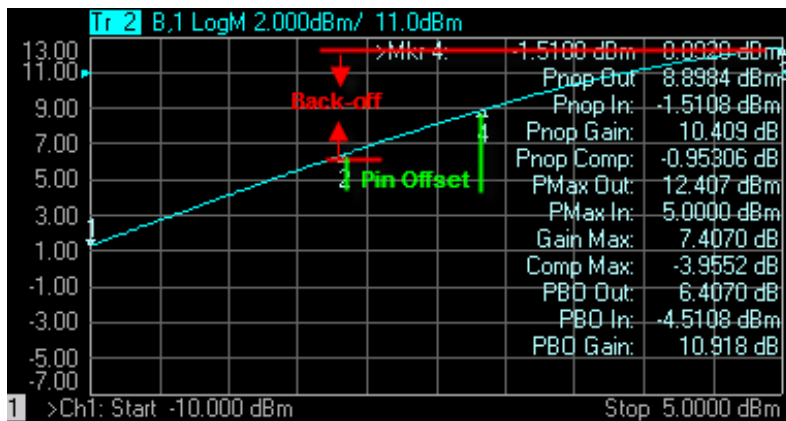 Tr 2 B,1 LogM 2.000dBm/ 11.0dBm
13.00
11.00
9.00
7.00
5.00
3.00
1.00
-1.00
-3.00
-5.00
-7.00
>Mkr 4: -1.5100 dBm
Pnop Out 8.8984 dBm
Pnop In: -1.5108 dBm
Pnop Gain: 10.409 dB
Pnop Comp: -0.95306 dB
PMax Out: 12.407 dBm
PMax In: 5.0000 dBm
Gain Max: 7.4070 dB
Comp Max: -3.9552 dB
PBO Out: 6.4070 dB
PBO In: -4.5108 dBm
PBO Gain: 10.918 dB
Back-off
Pin Offset
1
2
4
1 >Ch1: Start -10.000 dBm Stop 5.0000 dBm